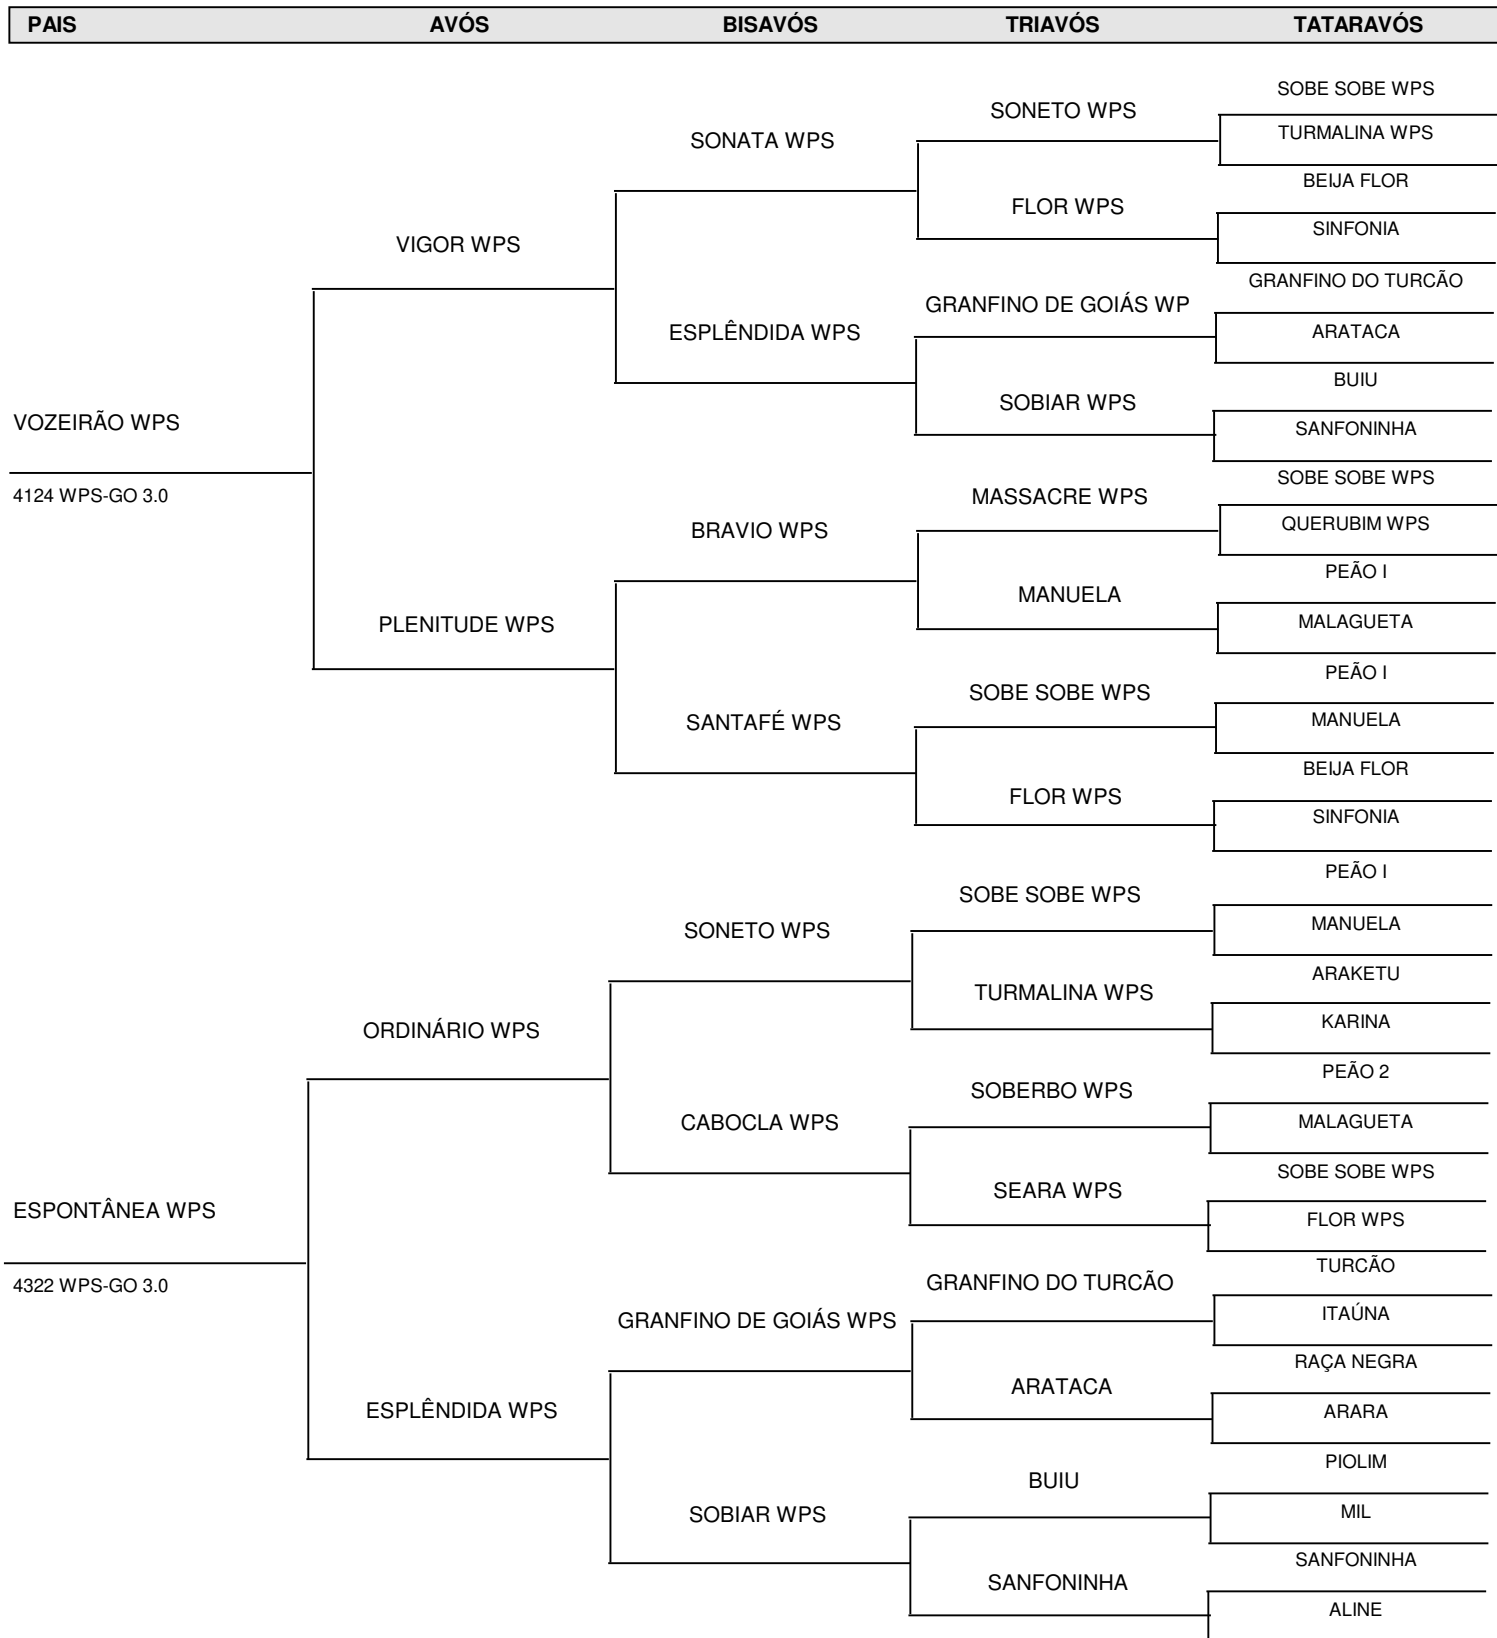 PAIS AVÓS BISAVÓS TRIAVÓS TATARAVÓS
SOBE SOBE WPS
SONETO WPS
TURMALINA WPS
SONATA WPS
BEIJA FLOR
FLOR WPS
SINFONIA
VIGOR WPS
GRANFINO DO TURCÃO
GRANFINO DE GOIÁS WP
ARATACA
ESPLÊNDIDA WPS
BUIU
SOBIAR WPS
VOZEIRÃO WPS
SANFONINHA
SOBE SOBE WPS
4124 WPS-GO 3.0
MASSACRE WPS
QUERUBIM WPS
BRAVIO WPS
PEÃO I
MANUELA
MALAGUETA
PLENITUDE WPS
PEÃO I
SOBE SOBE WPS
MANUELA
SANTAFÉ WPS
BEIJA FLOR
FLOR WPS
SINFONIA
PEÃO I
SOBE SOBE WPS
MANUELA
SONETO WPS
ARAKETU
TURMALINA WPS
KARINA
ORDINÁRIO WPS
PEÃO 2
SOBERBO WPS
MALAGUETA
CABOCLA WPS
SOBE SOBE WPS
SEARA WPS
ESPONTÂNEA WPS
FLOR WPS
TURCÃO
4322 WPS-GO 3.0
GRANFINO DO TURCÃO
ITAÚNA
GRANFINO DE GOIÁS WPS
RAÇA NEGRA
ARATACA
ESPLÊNDIDA WPS
ARARA
PIOLIM
BUIU
MIL
SOBIAR WPS
SANFONINHA
SANFONINHA
ALINE